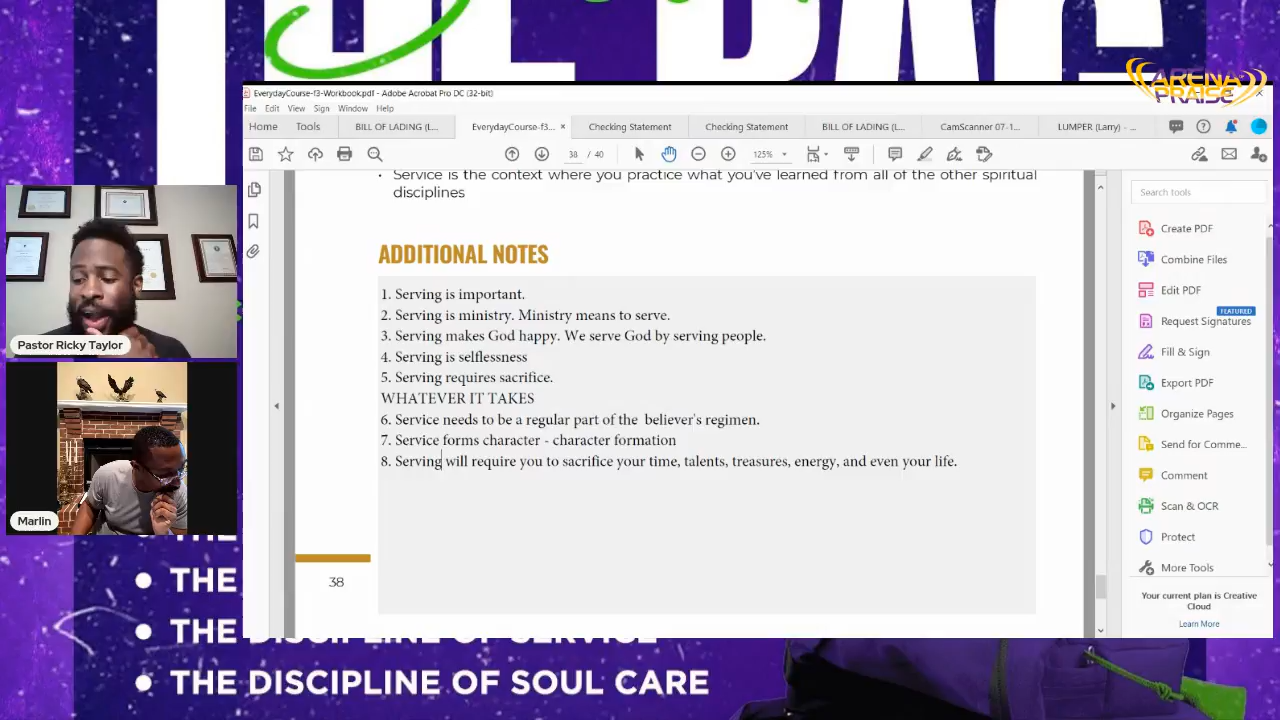 ARENA
PRAISE
EverydayCourse-f3-Workbook.pdf - Adobe Acrobat Pro DC (32-bit)
File Edit View Sign Window Help
Home Tools BILL OF LADING (L... EverydayCourse-f3... × Checking Statement Checking Statement BILL OF LADING (L... CamScanner 07-1... LUMPER (Larry) - ...
38 / 40 125%
Service is the context where you practice what you've learned from all of the other spiritual
disciplines
ADDITIONAL NOTES
1. Serving is important.
2. Serving is ministry. Ministry means to serve.
3. Serving makes God happy. We serve God by serving people.
4. Serving is selflessness
5. Serving requires sacrifice.
WHATEVER IT TAKES
6. Service needs to be a regular part of the believer's regimen.
7. Service forms character - character formation
8. Serving will require you to sacrifice your time, talents, treasures, energy, and even your life.
38
Search tools
Create PDF
Combine Files
Edit PDF
FEATURED
Request Signatures
Fill & Sign
Export PDF
Organize Pages
Send for Comme...
Comment
Scan & OCR
Protect
More Tools
Your current plan is Creative
Cloud
Learn More
Pastor Ricky Taylor
Marlin
• THE
• THE DISCIPLINE OF SERVICE
• THE DISCIPLINE OF SOUL CARE